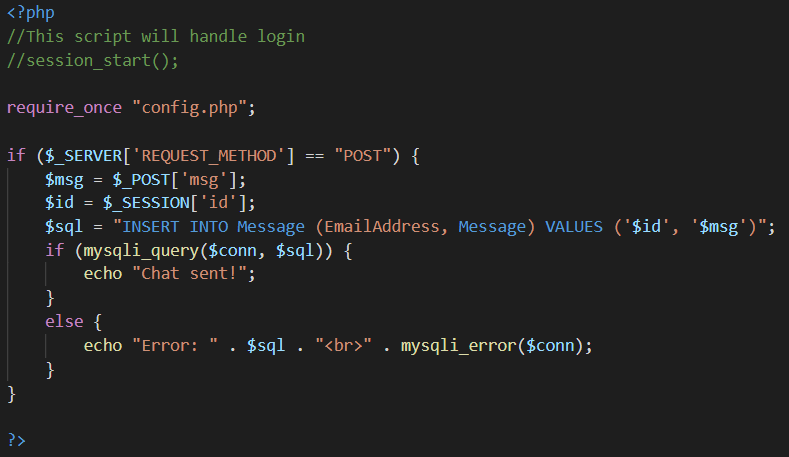 <?php
//This script will handle login
//session_start();
require_once "config.php";
if ($_SERVER['REQUEST_METHOD'] == "POST") {
$msg = $_POST['msg'];
$id = $_SESSION['id'];
$sql = "INSERT INTO Message (EmailAddress, Message) VALUES ('$id', '$msg')";
if (mysqli_query($conn, $sql)) {
echo "Chat sent!";
}
else {
echo "Error: " . $sql . "<br>" . mysqli_error($conn);
}
}
?>